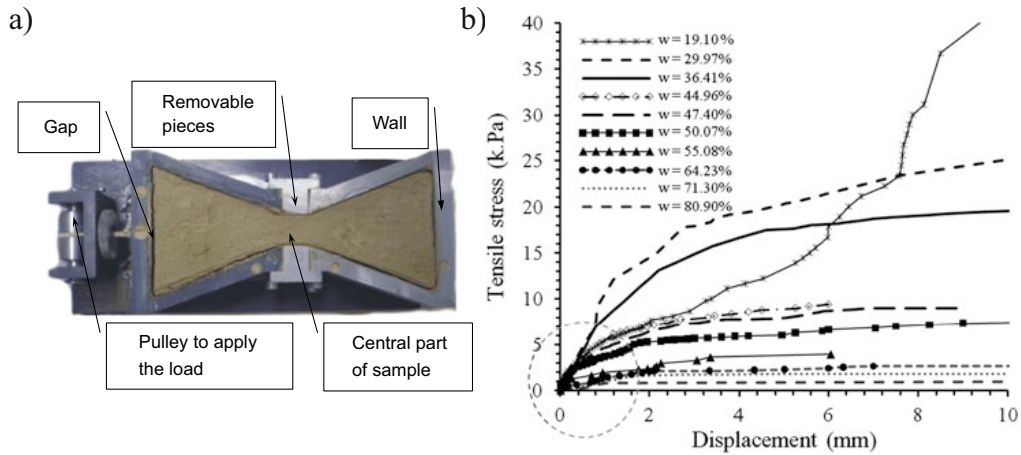 a)
Gap
Removable
pieces
Wall
Pulley to apply
the load
Central part
of sample
b)
Tensile stress (k.Pa)
40
35
30
25
20
15
10
5
0
w = 19.10%
w = 29.97%
w = 36.41%
w = 44.96%
w = 47.40%
w = 50.07%
w = 55.08%
w = 64.23%
w = 71.30%
w = 80.90%
0 2 4 6 8 10
Displacement (mm)